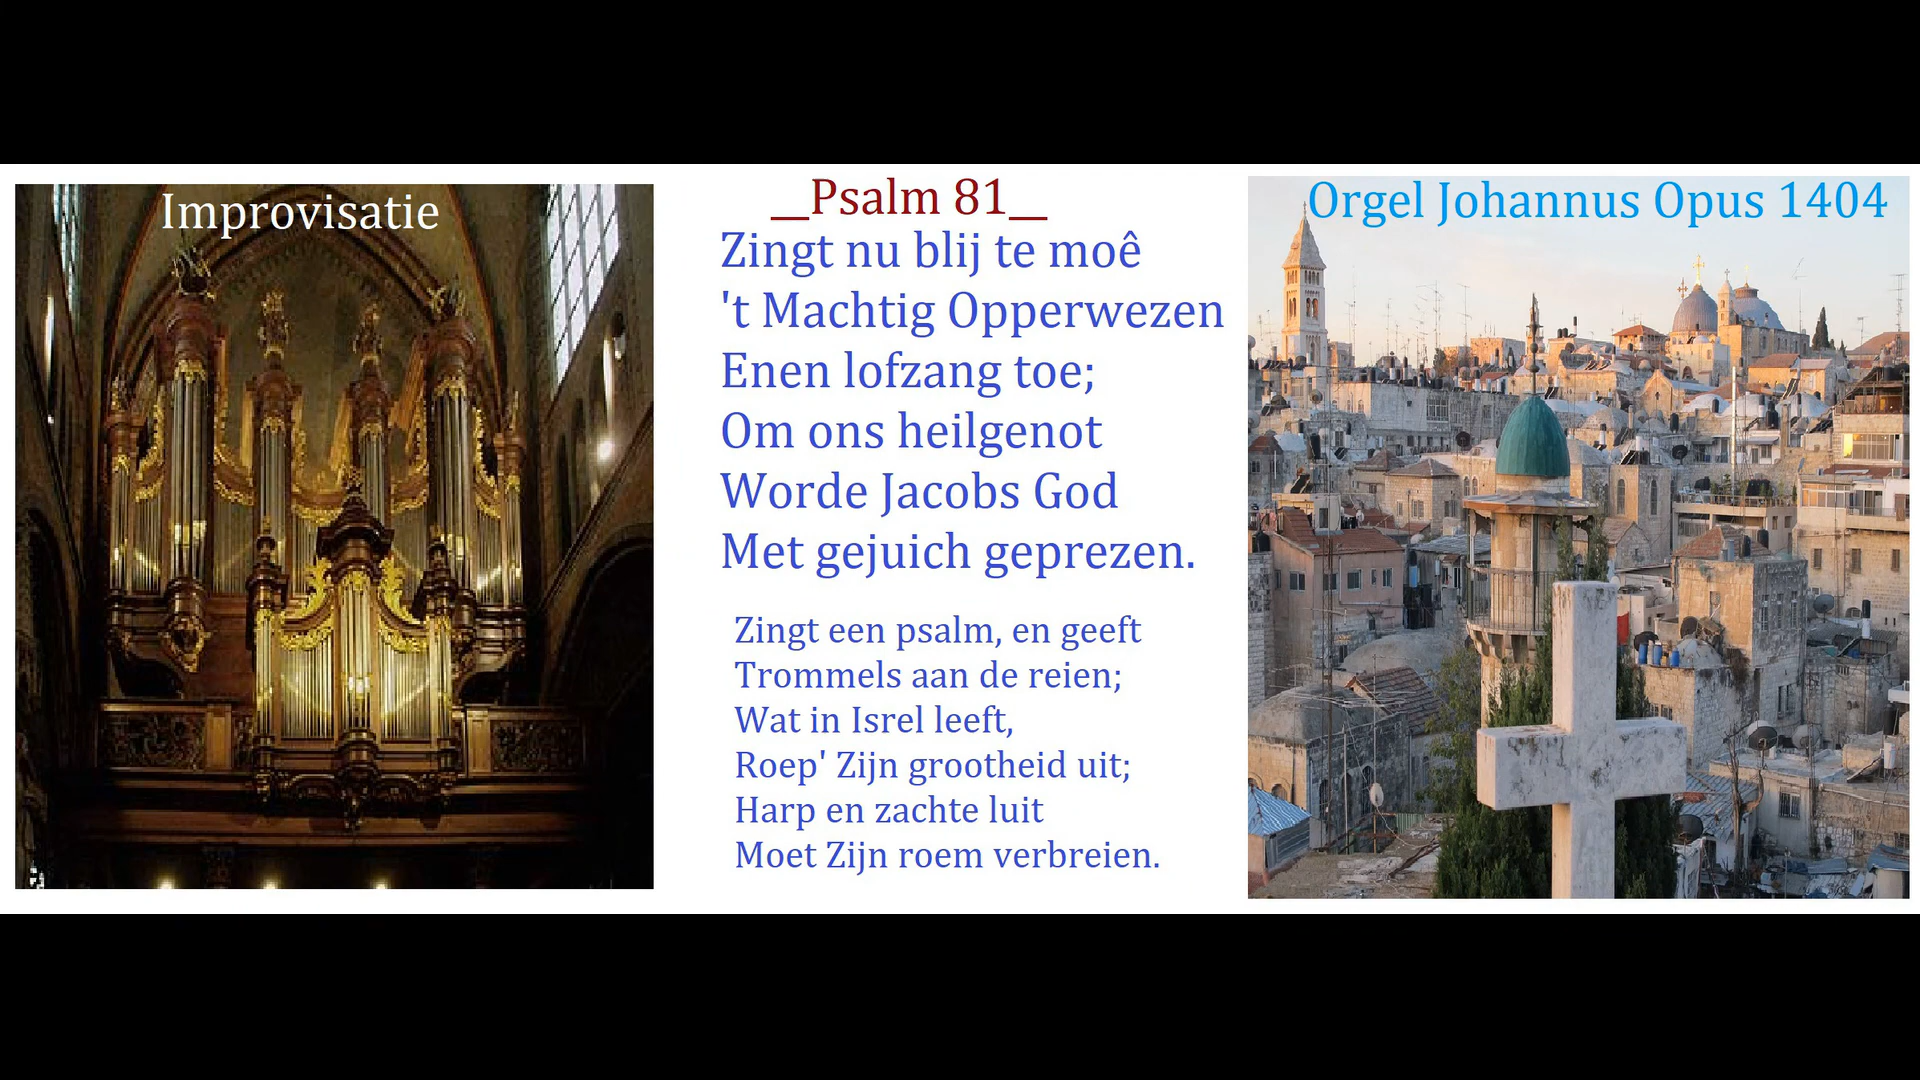 Improvisatie
__Psalm 81__
Zingt nu blij te moê
't Machtig Opperwezen
Enen lofzang toe;
Om ons heilgenot
Worde Jacobs God
Met gejuich geprezen.
Zingt een psalm, en geeft
Trommels aan de reien;
Wat in Isrel leeft,
Roep' Zijn grootheid uit;
Harp en zachte luit
Moet Zijn roem verbreien.
Orgel Johannus Opus 1404